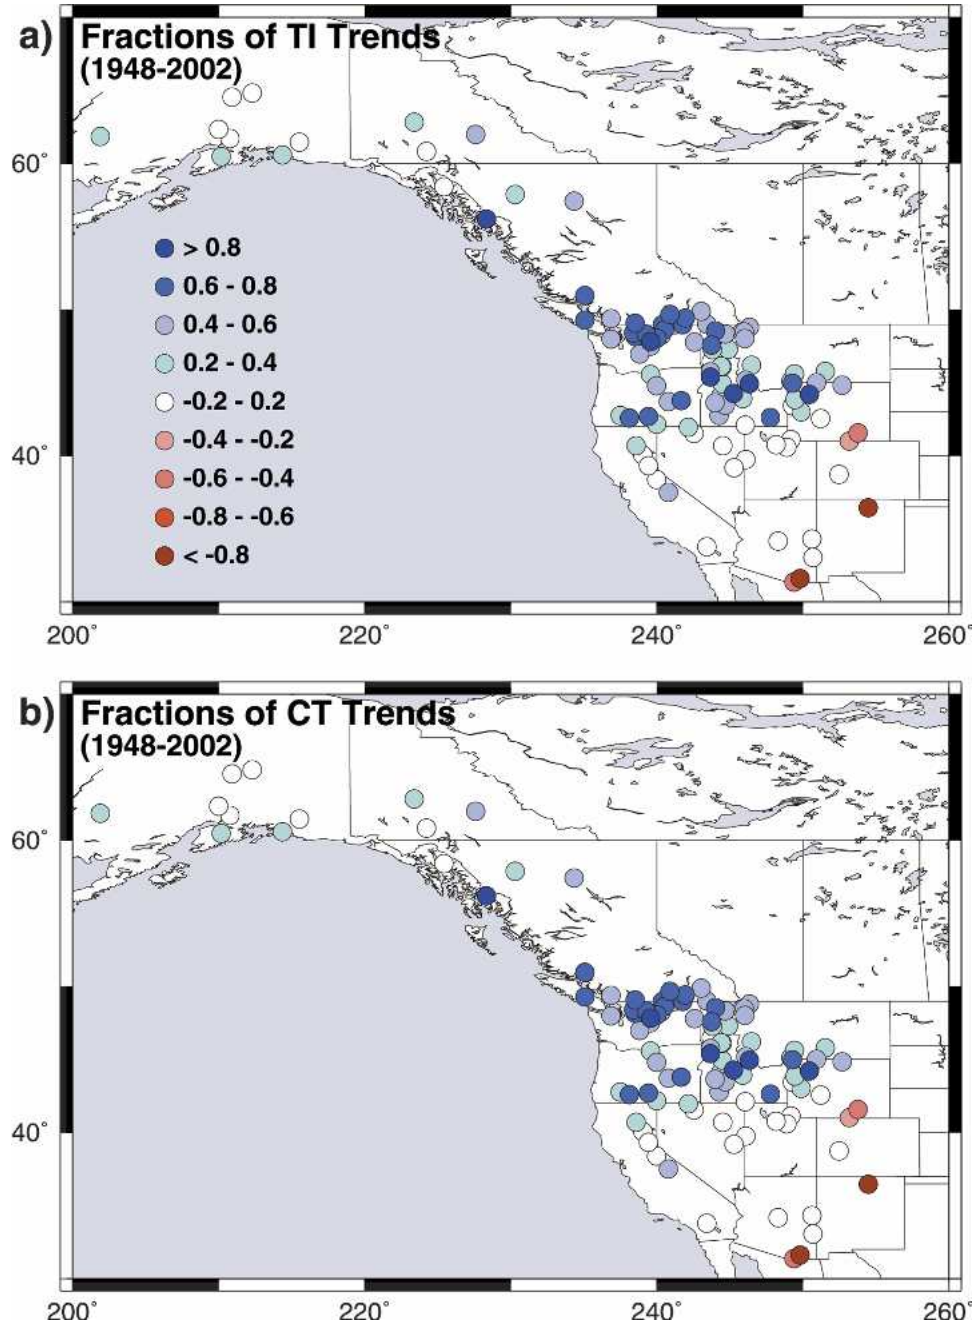 a) Fractions of TI Trends
(1948-2002)
60°
> 0.8
0.6 - 0.8
0.4 - 0.6
0.2 - 0.4
-0.2 - 0.2
-0.4 - -0.2
-0.6 - -0.4
-0.8 - -0.6
< -0.8
40°
200° 220° 240° 260°
b) Fractions of CT Trends
(1948-2002)
60°
40°
200° 220° 240° 260°